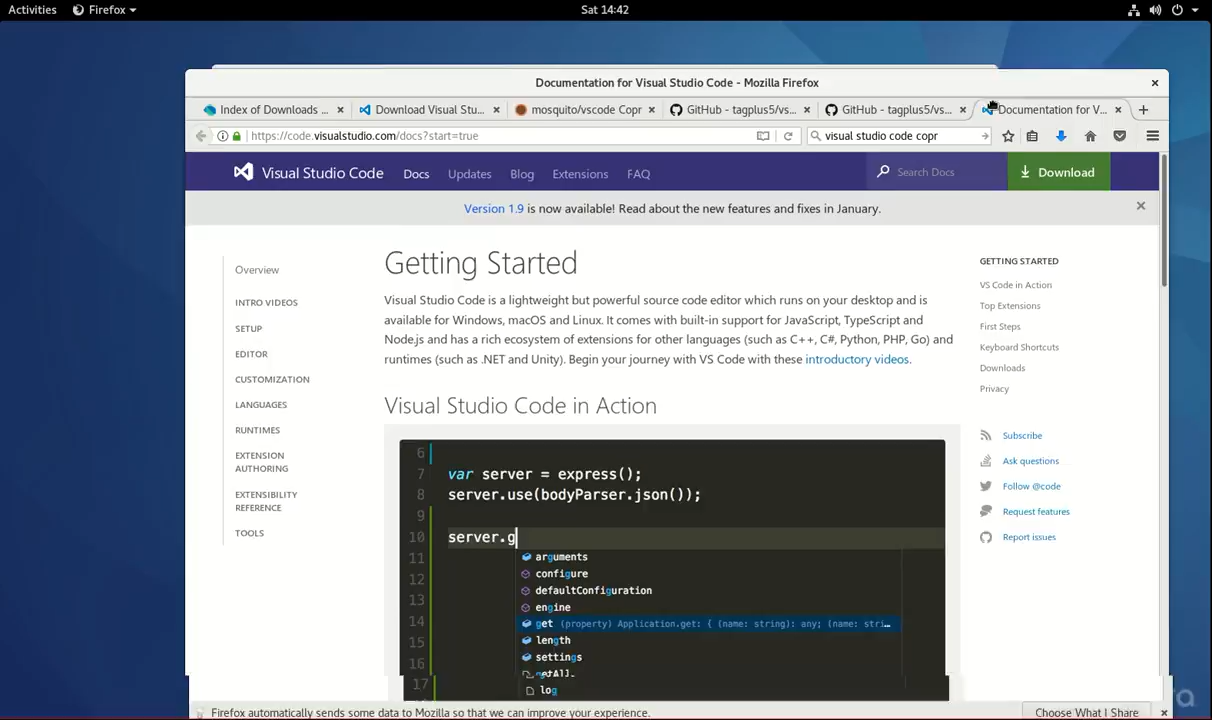 Activities Firefox Sat 14:42
Documentation for Visual Studio Code - Mozilla Firefox
Index of Downloads ... Download Visual Stu... mosquito/vscode Copr GitHub - tagplus5/vs... GitHub - tagplus5/vs... Documentation for V...
https://code.visualstudio.com/docs?start=true visual studio code copr
Visual Studio Code Docs Updates Blog Extensions FAQ Search Docs Download
Version 1.9 is now available! Read about the new features and fixes in January.
Overview
INTRO VIDEOS
SETUP
EDITOR
CUSTOMIZATION
LANGUAGES
RUNTIMES
EXTENSION
AUTHORING
EXTENSIBILITY
REFERENCE
TOOLS
Getting Started
Visual Studio Code is a lightweight but powerful source code editor which runs on your desktop and is
available for Windows, macOS and Linux. It comes with built-in support for JavaScript, TypeScript and
Node.js and has a rich ecosystem of extensions for other languages (such as C++, C#, Python, PHP, Go) and
runtimes (such as .NET and Unity). Begin your journey with VS Code with these introductory videos.
Visual Studio Code in Action
6
7 var server = express();
8 server.use(bodyParser.json());
9
10 server.g
11 arguments
12 configure
defaultConfiguration
13 engine
14 get (property) Application.get: { (name: string): any; (name: stri...
15 length
16 settings
17 log
GETTING STARTED
VS Code in Action
Top Extensions
First Steps
Keyboard Shortcuts
Downloads
Privacy
Subscribe
Ask questions
Follow @code
Request features
Report issues
Firefox automatically sends some data to Mozilla so that we can improve your experience. Choose What I Share